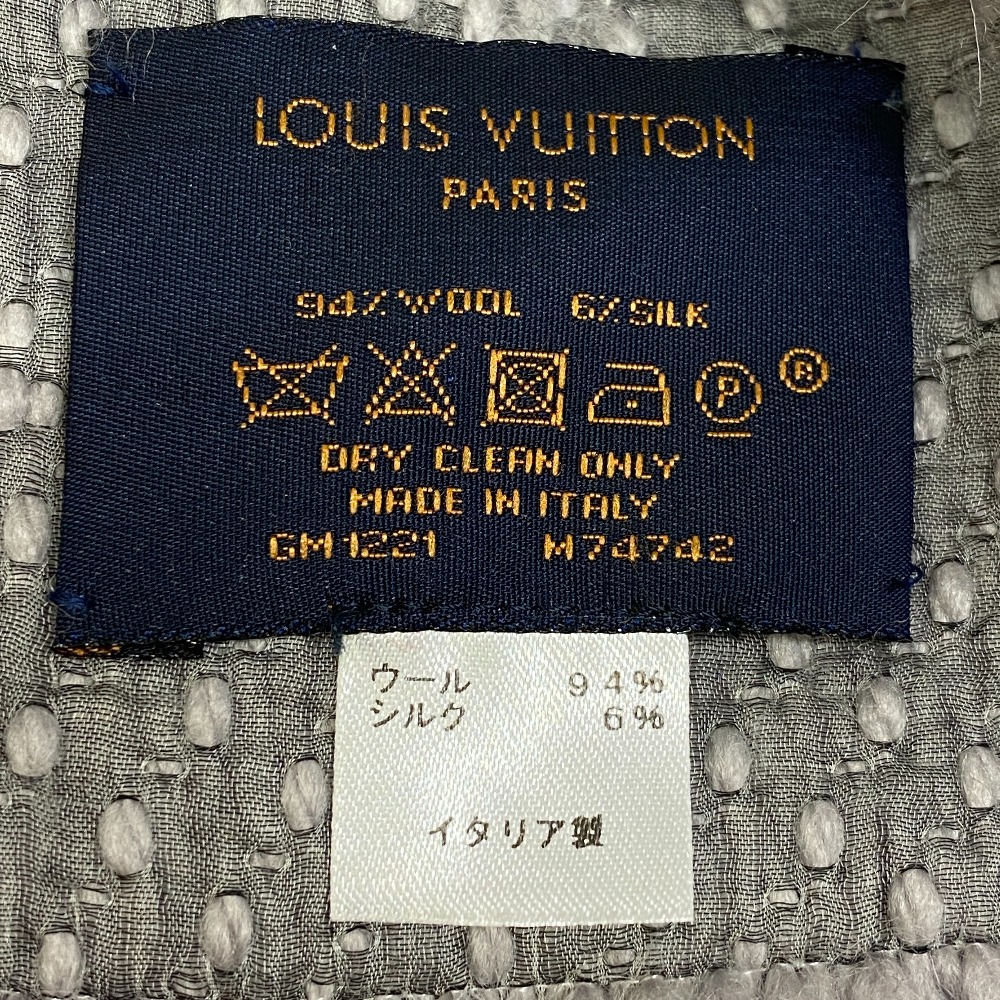 LOUIS VUITTON
PARIS
94% WOOL 6% SILK
P ®
DRY CLEAN ONLY
MADE IN ITALY
GM1221 M74742
ウール 94%
シルク 6%
イタリア製